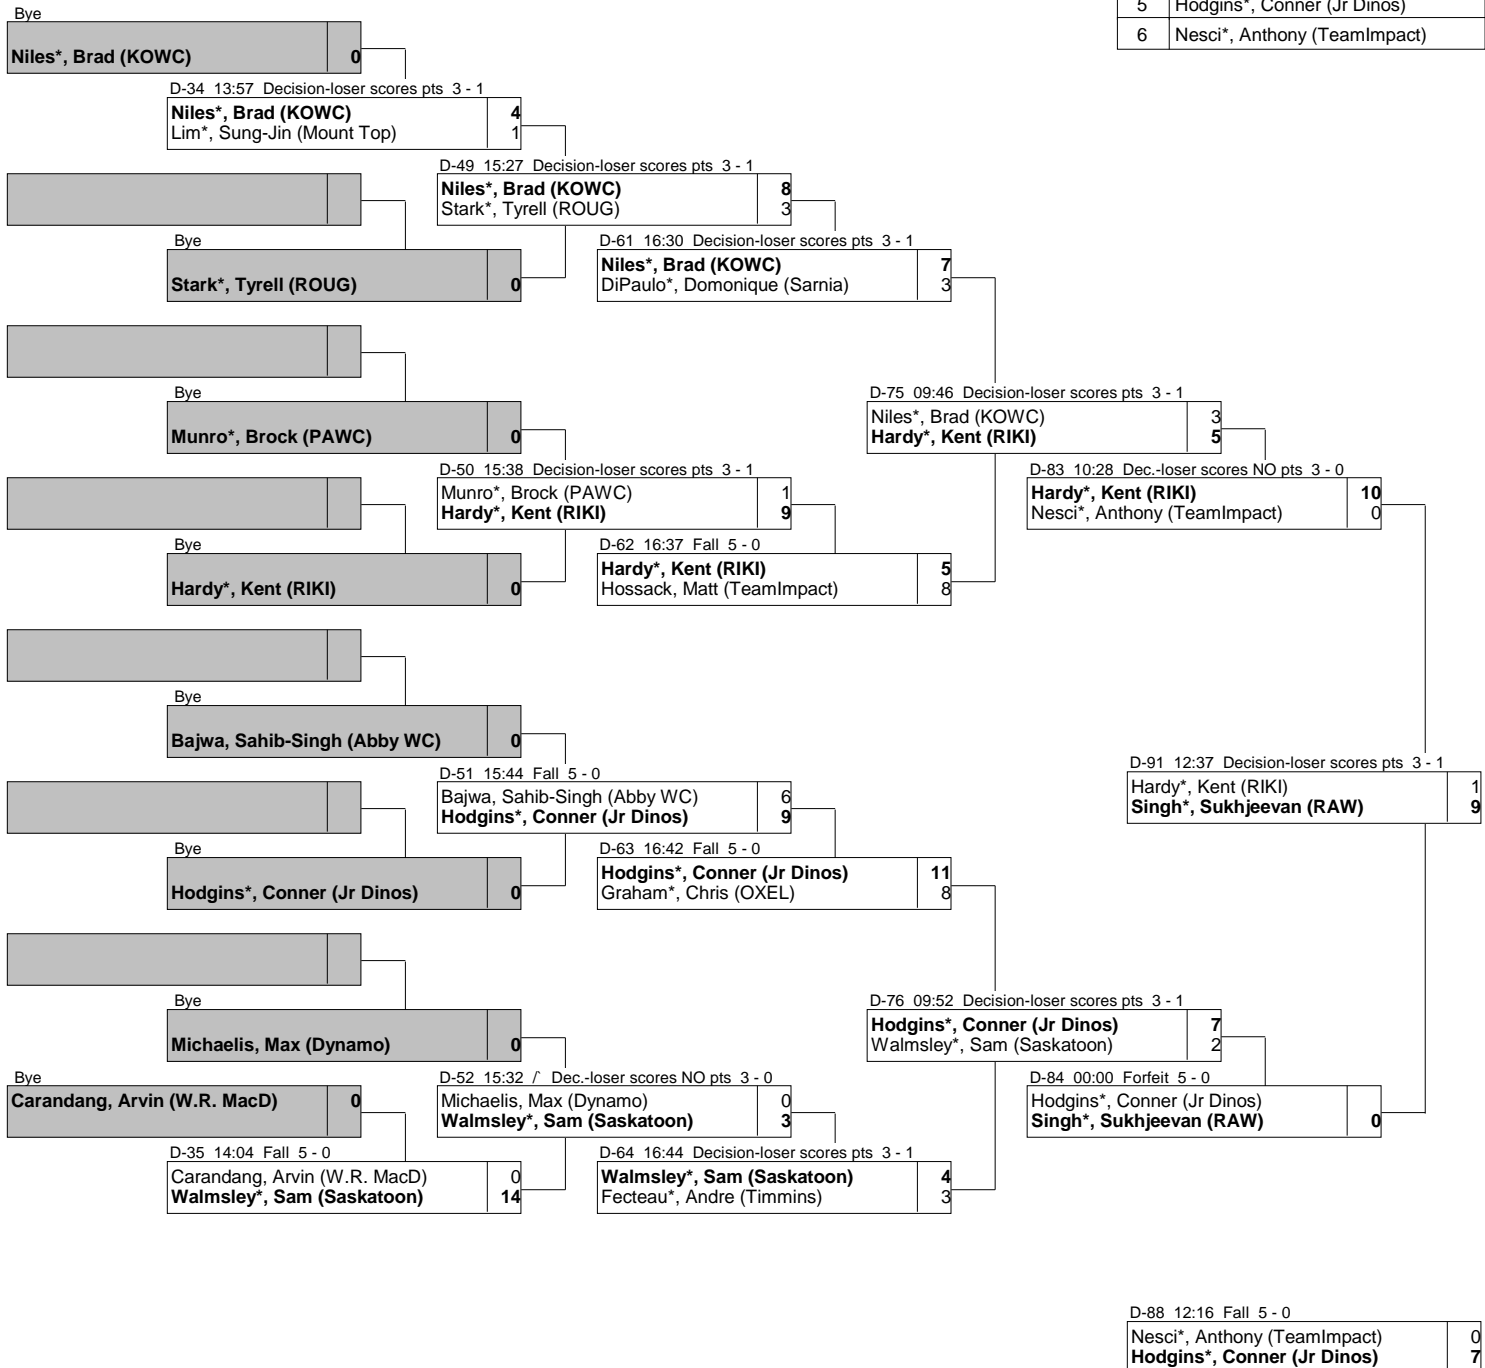 5 Hodgins*, Conner (Jr Dinos)
6 Nesci*, Anthony (TeamImpact)
Bye
Niles*, Brad (KOWC) 0
D-34 13:57 Decision-loser scores pts 3 - 1
Niles*, Brad (KOWC) 4
Lim*, Sung-Jin (Mount Top) 1
D-49 15:27 Decision-loser scores pts 3 - 1
Niles*, Brad (KOWC) 8
Stark*, Tyrell (ROUG) 3
Bye
Stark*, Tyrell (ROUG) 0
D-61 16:30 Decision-loser scores pts 3 - 1
Niles*, Brad (KOWC) 7
DiPaulo*, Domonique (Sarnia) 3
Bye
Munro*, Brock (PAWC) 0
D-75 09:46 Decision-loser scores pts 3 - 1
Niles*, Brad (KOWC) 3
Hardy*, Kent (RIKI) 5
D-50 15:38 Decision-loser scores pts 3 - 1
Munro*, Brock (PAWC) 1
Hardy*, Kent (RIKI) 9
D-83 10:28 Dec.-loser scores NO pts 3 - 0
Hardy*, Kent (RIKI) 10
Nesci*, Anthony (TeamImpact) 0
Bye
Hardy*, Kent (RIKI) 0
D-62 16:37 Fall 5 - 0
Hardy*, Kent (RIKI) 5
Hossack, Matt (TeamImpact) 8
Bye
Bajwa, Sahib-Singh (Abby WC) 0
D-51 15:44 Fall 5 - 0
Bajwa, Sahib-Singh (Abby WC) 6
Hodgins*, Conner (Jr Dinos) 9
D-91 12:37 Decision-loser scores pts 3 - 1
Hardy*, Kent (RIKI) 1
Singh*, Sukhjeevan (RAW) 9
Bye
Hodgins*, Conner (Jr Dinos) 0
D-63 16:42 Fall 5 - 0
Hodgins*, Conner (Jr Dinos) 11
Graham*, Chris (OXEL) 8
Bye
Michaelis, Max (Dynamo) 0
D-76 09:52 Decision-loser scores pts 3 - 1
Hodgins*, Conner (Jr Dinos) 7
Walmsley*, Sam (Saskatoon) 2
Bye
Carandang, Arvin (W.R. MacD) 0
D-52 15:32 Dec.-loser scores NO pts 3 - 0
Michaelis, Max (Dynamo) 0
Walmsley*, Sam (Saskatoon) 3
D-84 00:00 Forfeit 5 - 0
Hodgins*, Conner (Jr Dinos)
Singh*, Sukhjeevan (RAW) 0
D-35 14:04 Fall 5 - 0
Carandang, Arvin (W.R. MacD) 0
Walmsley*, Sam (Saskatoon) 14
D-64 16:44 Decision-loser scores pts 3 - 1
Walmsley*, Sam (Saskatoon) 4
Fecteau*, Andre (Timmins) 3
D-88 12:16 Fall 5 - 0
Nesci*, Anthony (TeamImpact) 0
Hodgins*, Conner (Jr Dinos) 7